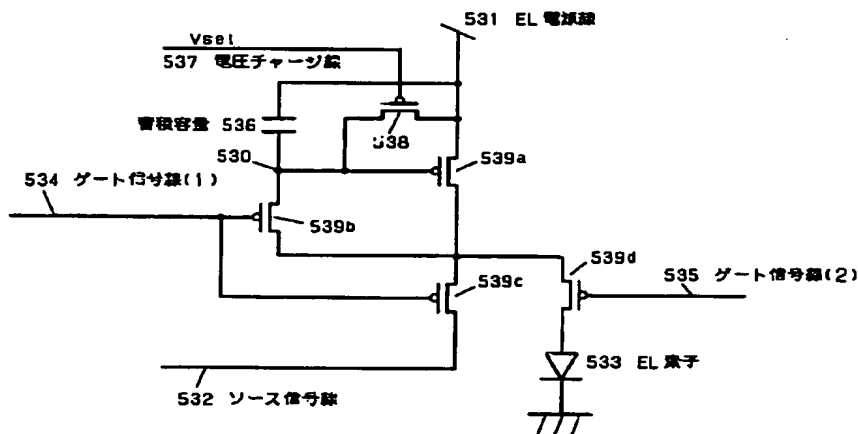 531 EL 電源線
Vset
537 電圧チャージ線
蓄積容量 536
538
530
539a
534 ゲート信号線(1)
539b
539d
539c
535 ゲート信号線(2)
533 EL 素子
532 ソース信号線